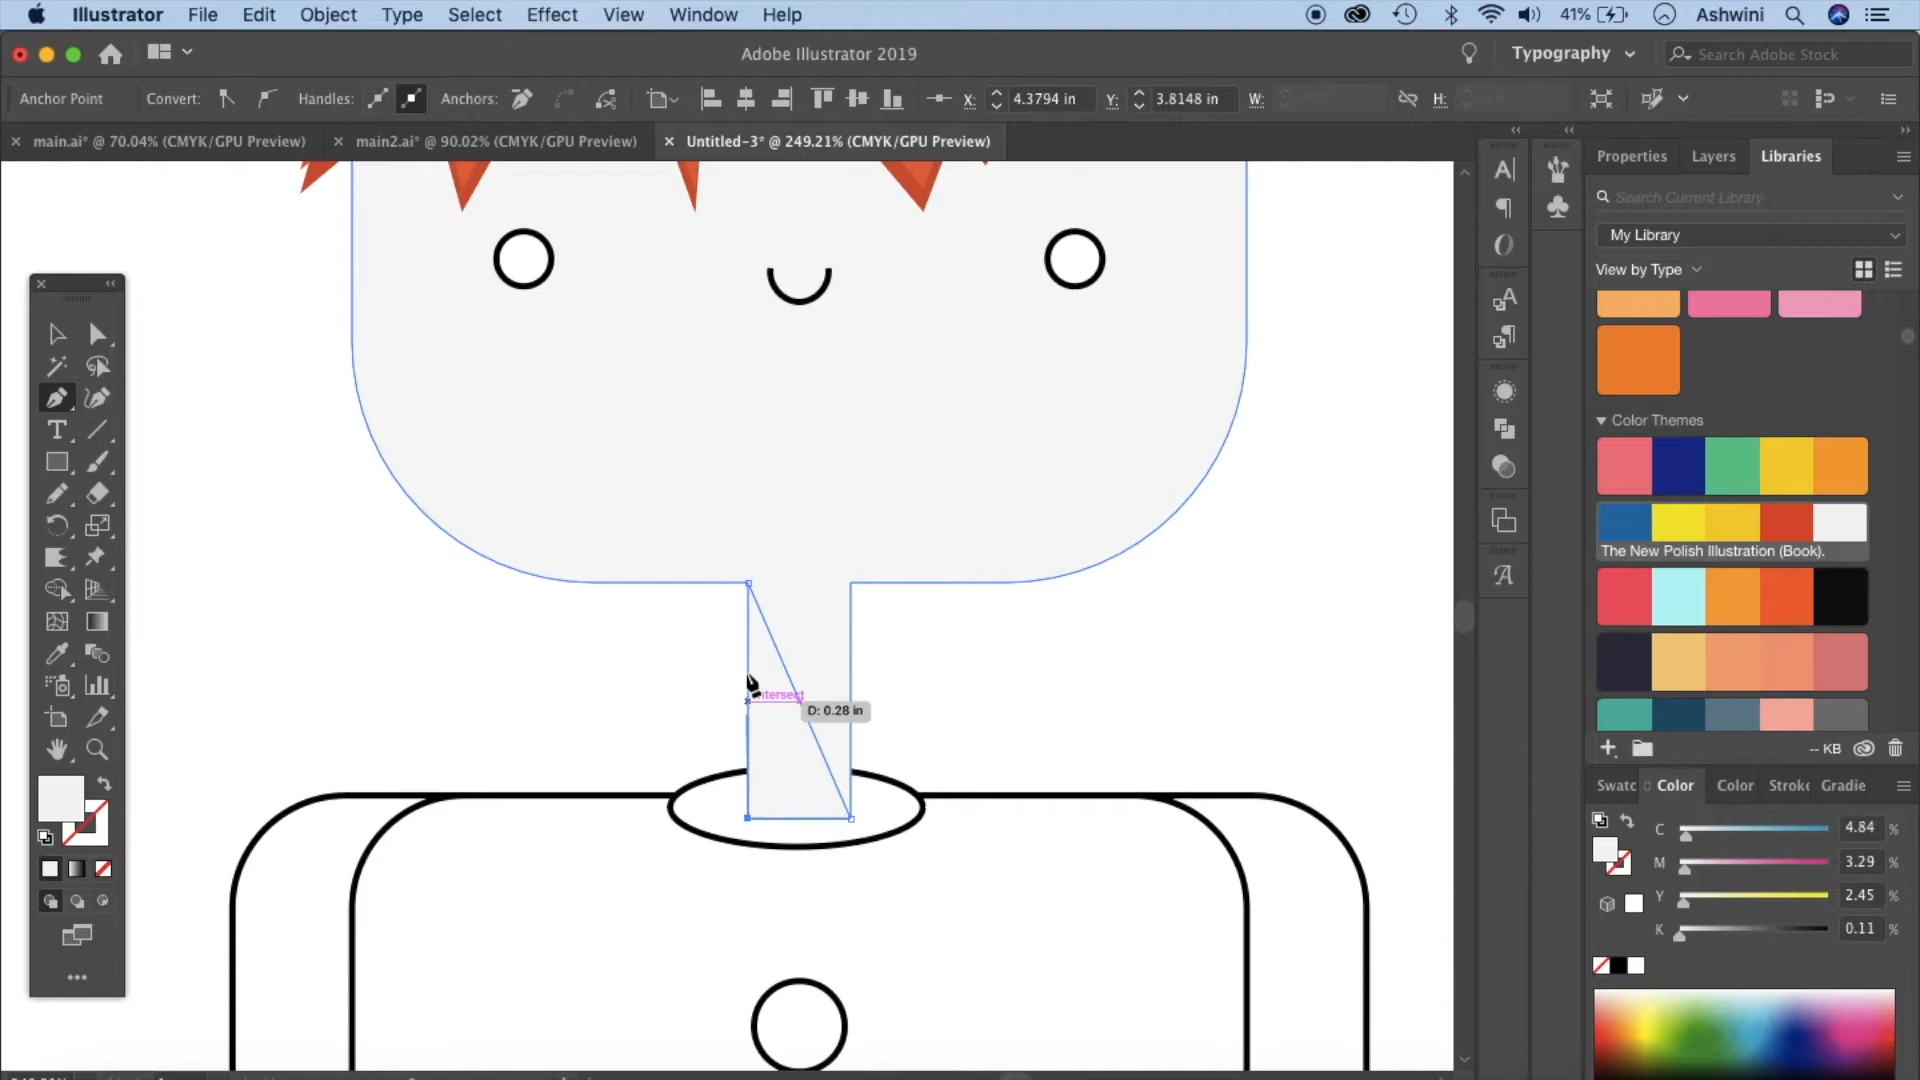 Illustrator File Edit Object Type Select Effect View Window Help 41% Ashwini
Adobe Illustrator 2019 Typography Search Adobe Stock
Anchor Point Convert: Handles: Anchors: X: 4.3794 in Y: 3.8148 in W: H:
main.ai* @ 70.04% (CMYK/GPU Preview) main2.ai* @ 90.02% (CMYK/GPU Preview) Untitled-3* @ 249.21% (CMYK/GPU Preview)
Properties Layers Libraries
Search Current Library
My Library
View by Type
Color Themes
The New Polish Illustration (Book).
intersect
D: 0.28 in
-- KB
Swatc Color Color Stroke Gradie
C 4.84 %
M 3.29 %
Y 2.45 %
K 0.11 %